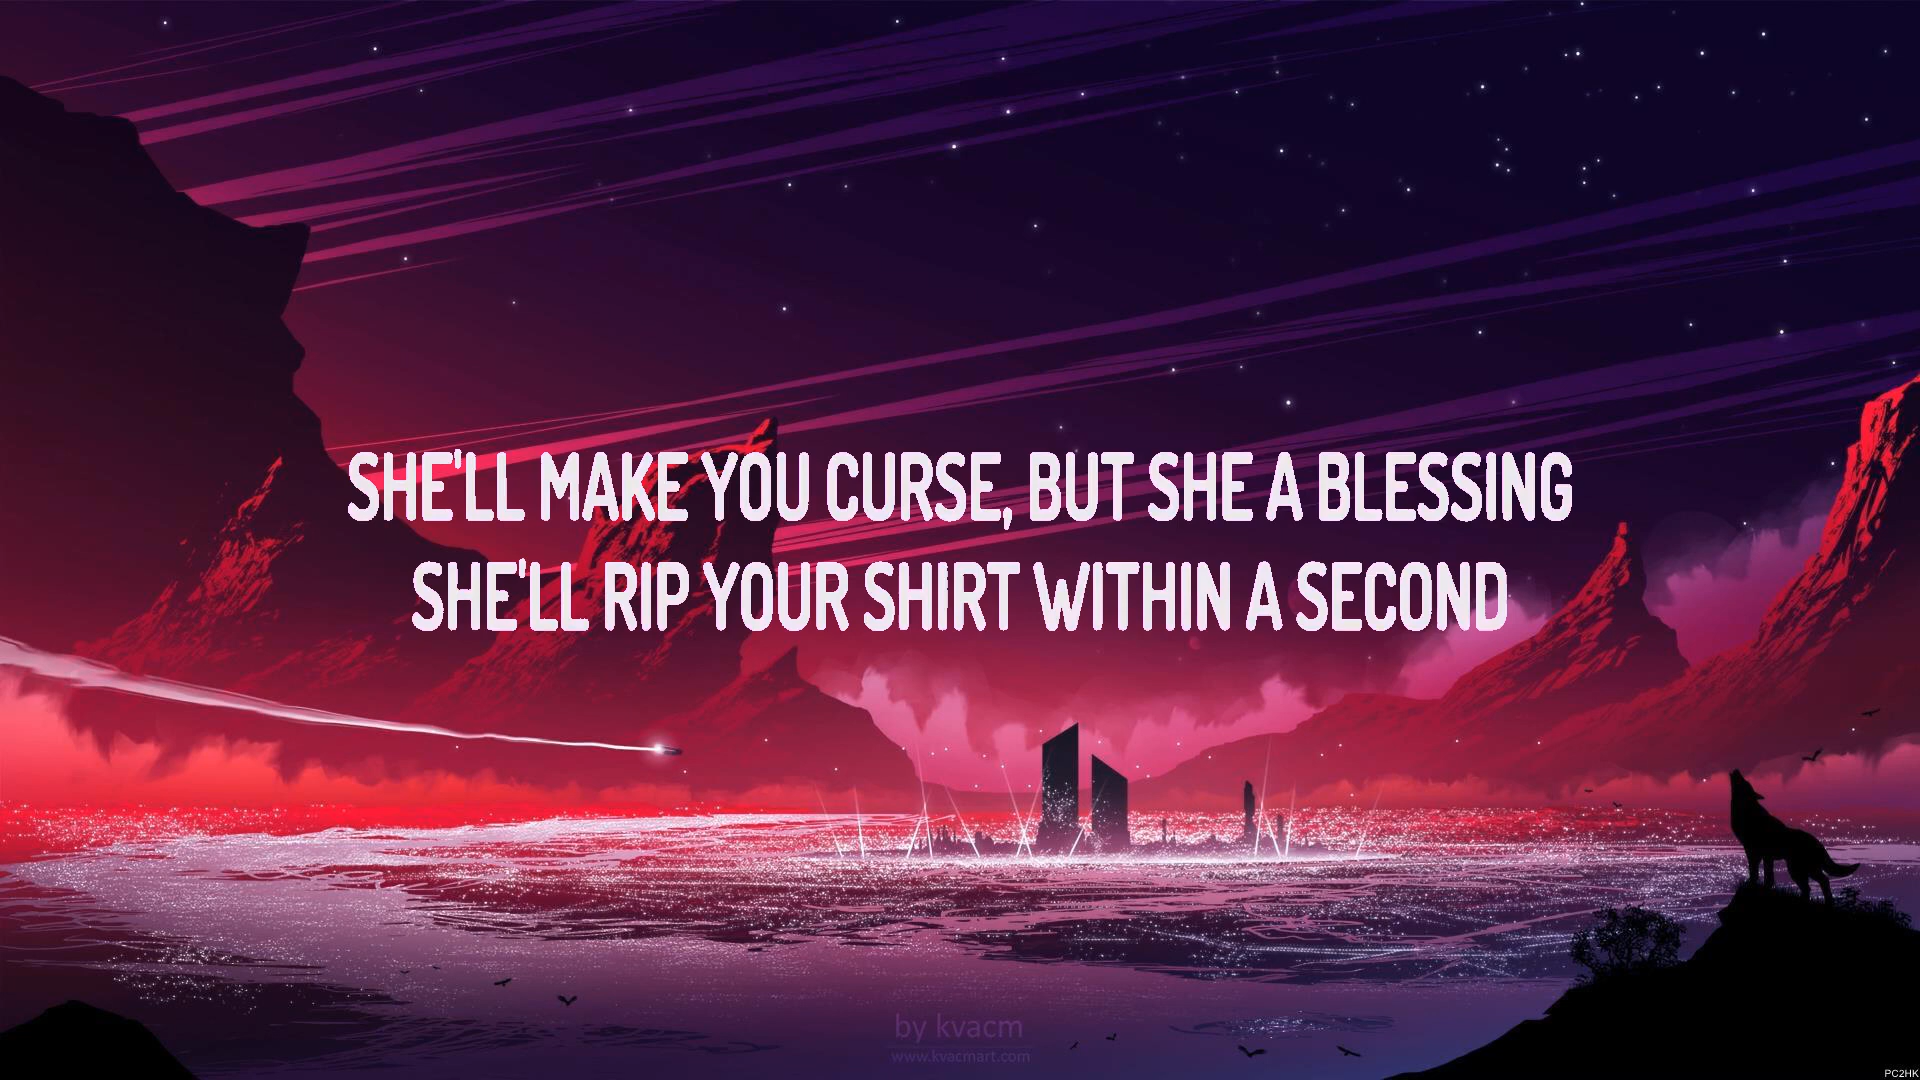 SHE'LL MAKE YOU CURSE, BUT SHE A BLESSING
SHE'LL RIP YOUR SHIRT WITHIN A SECOND
by kvacm
www.kvacmart.com
PC2HK